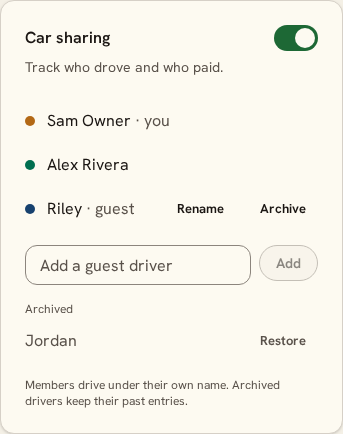 Car sharing
Track who drove and who paid.
Sam Owner · you
Alex Rivera
Riley · guest Rename Archive
Add a guest driver Add
Archived
Jordan Restore
Members drive under their own name. Archived
drivers keep their past entries.